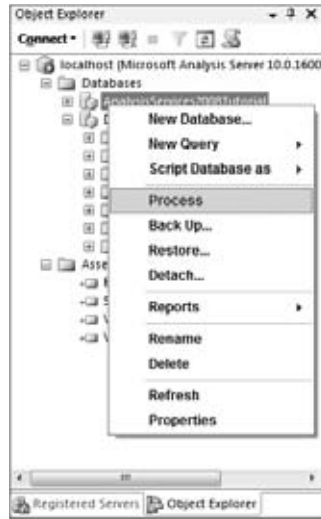 Object Explorer
Connect
localhost (Microsoft Analysis Server 10.0.1600
Databases
AnalysisServices2008Tutorial
New Database...
New Query
Script Database as
Process
Back Up...
Restore...
Detach...
Asse
Reports
Rename
Delete
Refresh
Properties
Registered Servers
Object Explorer